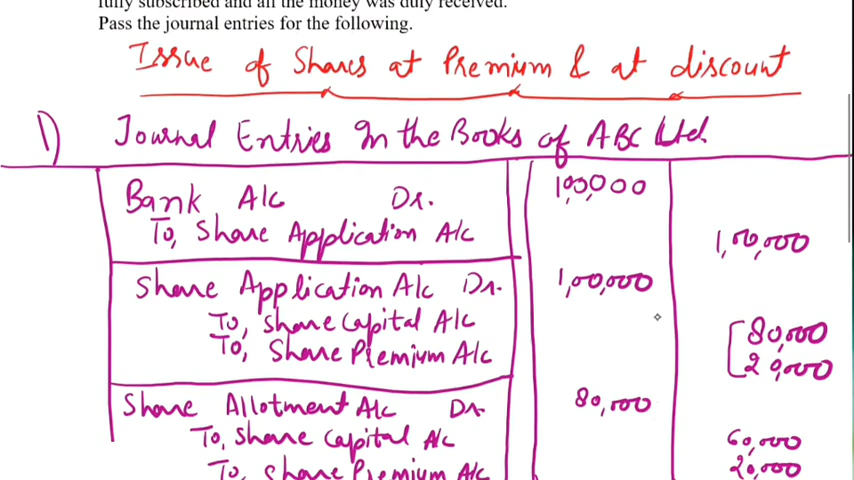 fully subscribed and all the money was duly received.
Pass the journal entries for the following.
Issue of Shares at Premium & at discount
1) Journal Entries In the Books of ABC Ltd.
Bank A/c Dr. 1,00,000
To, Share Application A/c 1,00,000
Share Application A/c Dr. 1,00,000
To, Share Capital A/c 80,000
To, Share Premium A/c 20,000
Share Allotment A/c Dr. 80,000
To, Share Capital A/c 60,000
To, Share Premium A/c 20,000